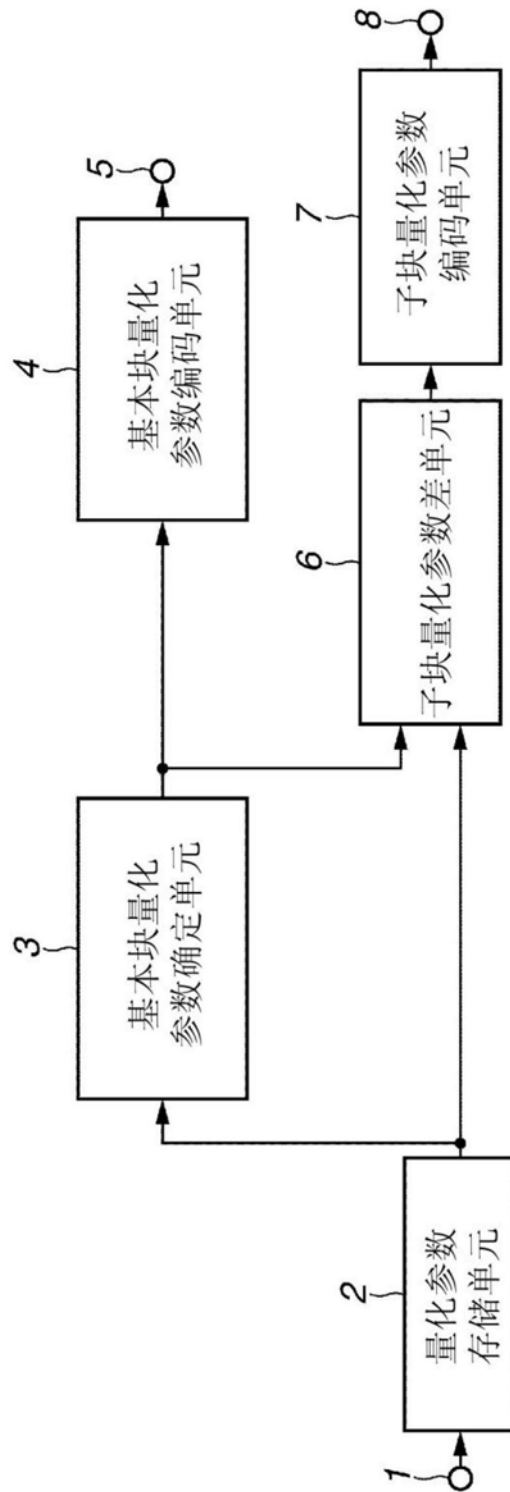 1
2
量化参数
存储单元
3
基本块量化
参数确定单元
4
基本块量化
参数编码单元
5
6
子块量化参数差单元
7
子块量化参数
编码单元
8